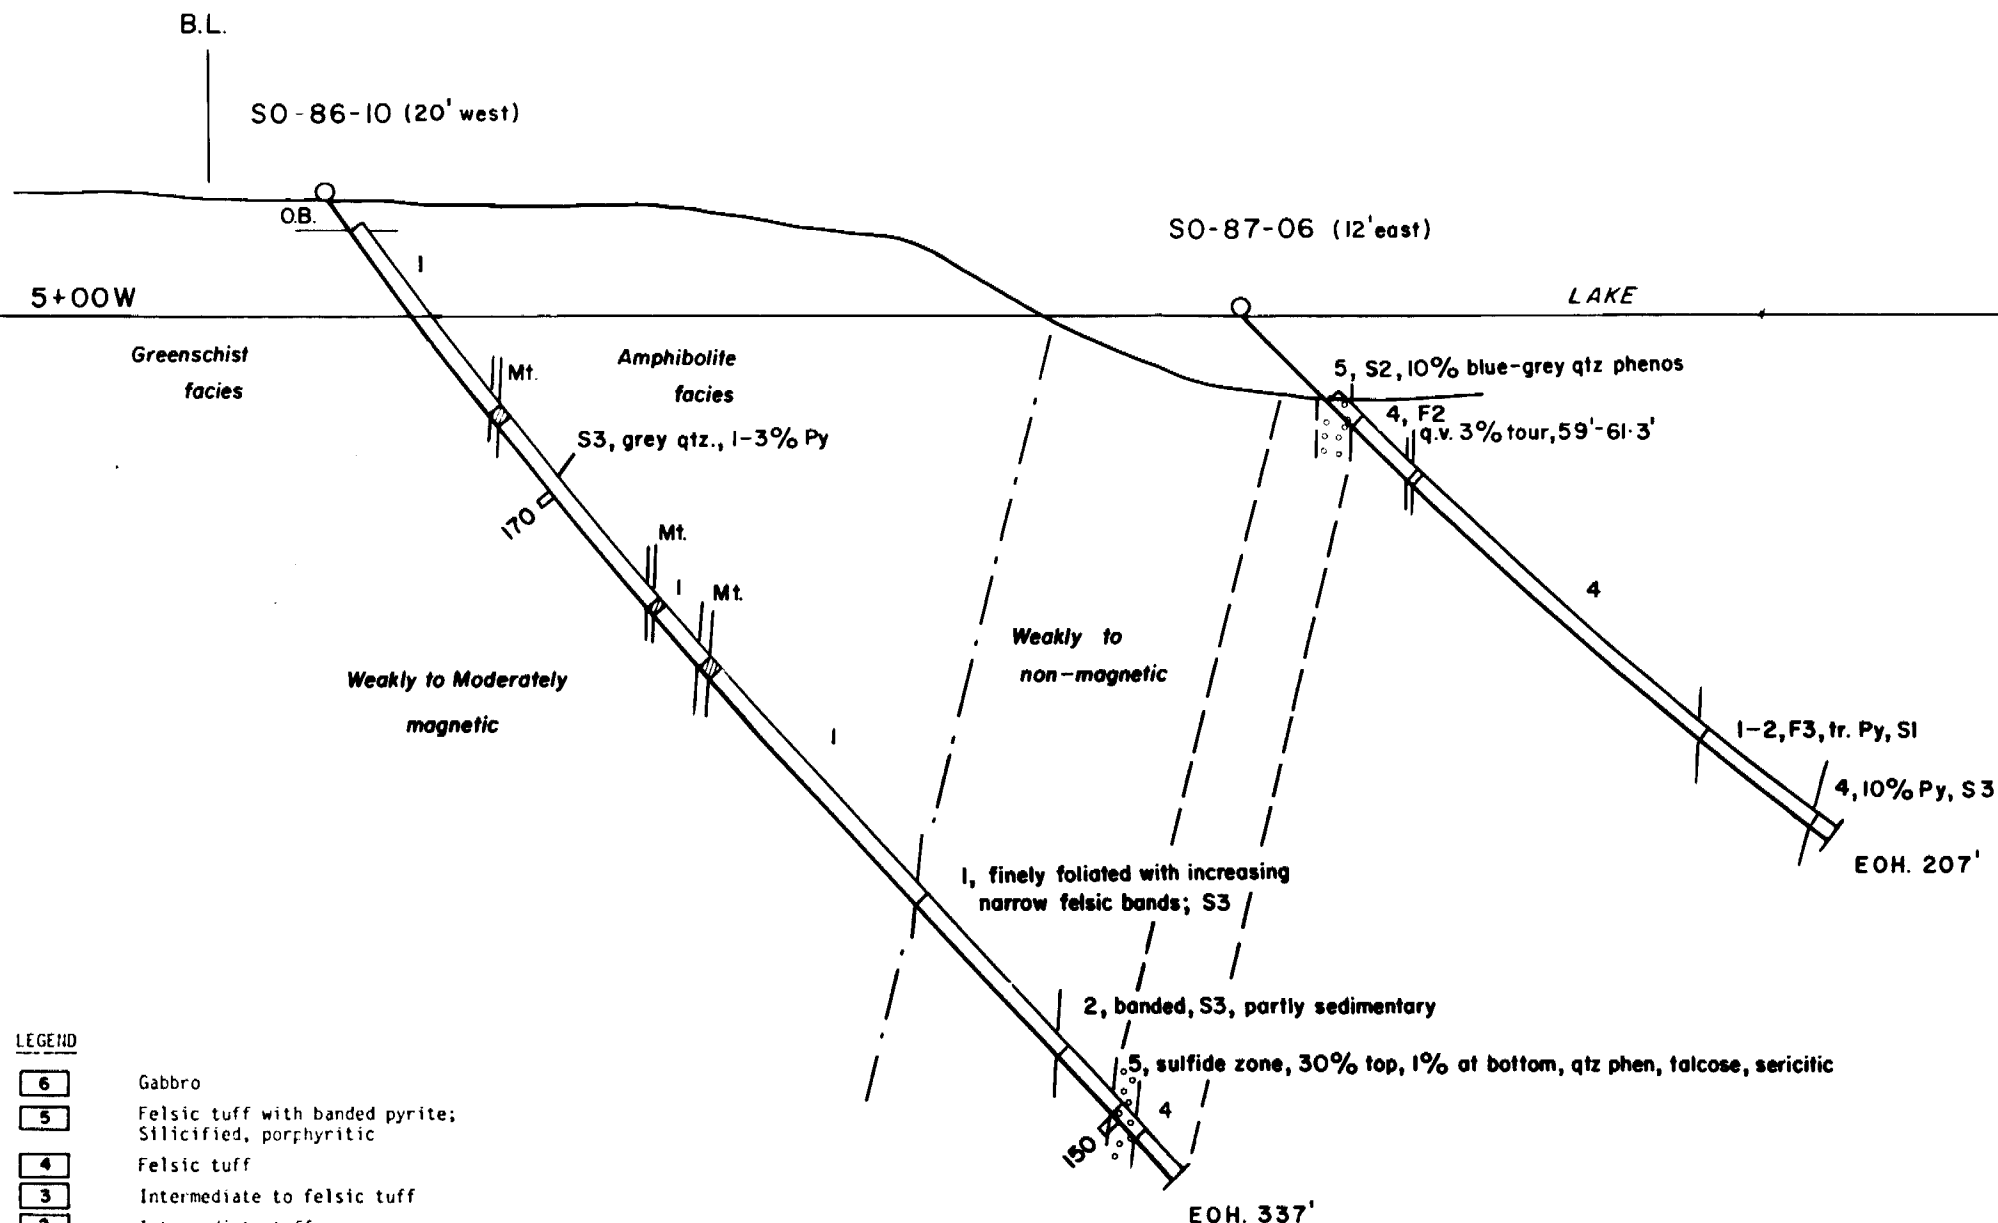 B.L.
SO-86-10 (20' west)
O.B.
1
SO-87-06 (12' east)
5+00W
LAKE
Greenschist
facies
Mt.
Amphibolite
facies
S3, grey qtz., 1-3% Py
170
5, S2, 10% blue-grey qtz phenos
4, F2
q.v. 3% tour, 59'-61.3'
Mt.
1
Mt.
4
Weakly to
non-magnetic
Weakly to Moderately
magnetic
1
1-2, F3, tr. Py, S1
4, 10% Py, S3
EOH. 207'
1, finely foliated with increasing
narrow felsic bands; S3
2, banded, S3, partly sedimentary
5, sulfide zone, 30% top, 1% at bottom, qtz phen, talcose, sericitic
4
150
EOH. 337'
LEGEND
6 Gabbro
5 Felsic tuff with banded pyrite;
Silicified, porphyritic
4 Felsic tuff
3 Intermediate to felsic tuff